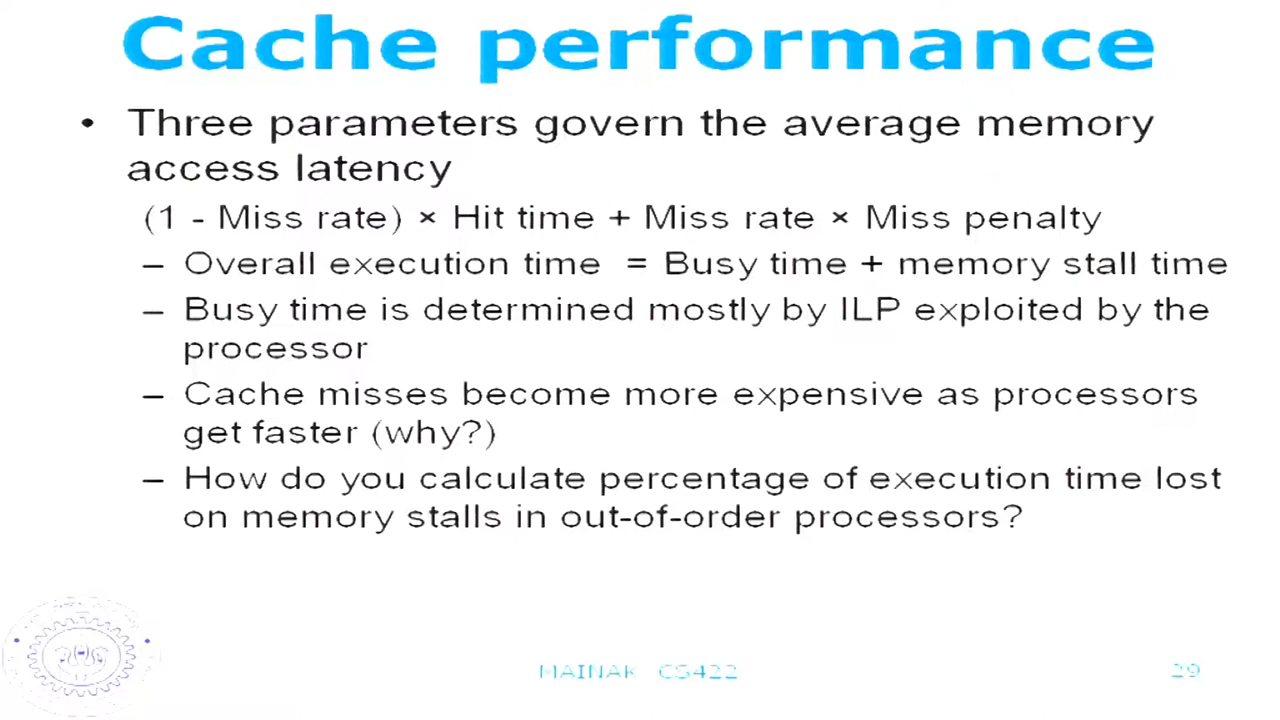 Cache performance
• Three parameters govern the average memory
access latency
(1 - Miss rate) × Hit time + Miss rate × Miss penalty
– Overall execution time = Busy time + memory stall time
– Busy time is determined mostly by ILP exploited by the
processor
– Cache misses become more expensive as processors
get faster (why?)
– How do you calculate percentage of execution time lost
on memory stalls in out-of-order processors?
MAINAK CS422
29